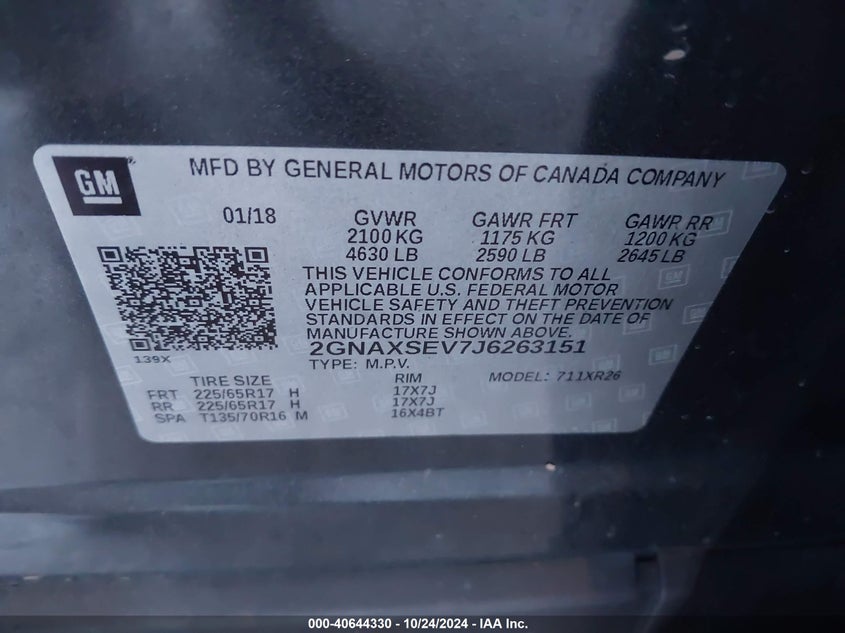 GM
MFD BY GENERAL MOTORS OF CANADA COMPANY
01/18 GVWR GAWR FRT GAWR RR
2100 KG 1175 KG 1200 KG
4630 LB 2590 LB 2645 LB
THIS VEHICLE CONFORMS TO ALL
APPLICABLE U.S. FEDERAL MOTOR
VEHICLE SAFETY AND THEFT PREVENTION
STANDARDS IN EFFECT ON THE DATE OF
MANUFACTURE SHOWN ABOVE.
139X 2GNAXSEV7J6263151
TYPE: M.P.V.
TIRE SIZE RIM MODEL: 711XR26
FRT 225/65R17 H 17X7J
RR 225/65R17 H 17X7J
SPA T135/70R16 M 16X4BT
000-40644330 - 10/24/2024 - IAA, Inc.